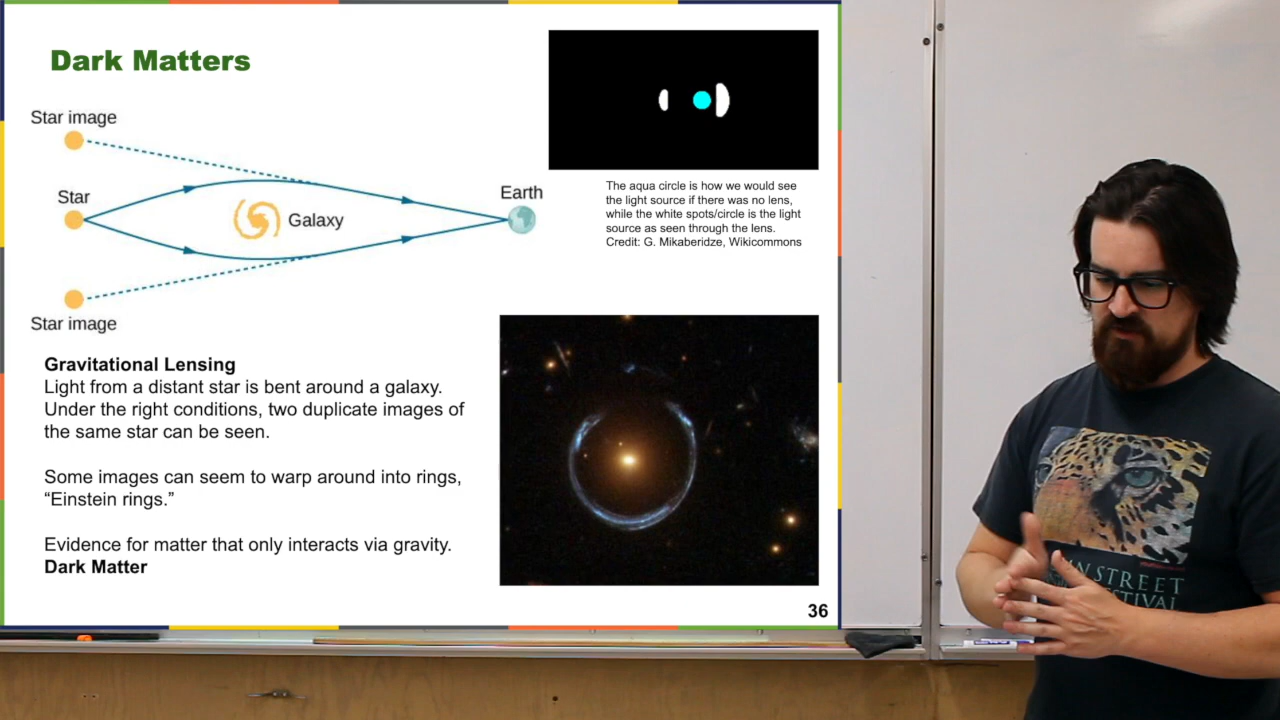 Dark Matters
Star image
Star
Galaxy
Earth
Star image
The aqua circle is how we would see
the light source if there was no lens,
while the white spots/circle is the light
source as seen through the lens.
Credit: G. Mikaberidze, Wikicommons
Gravitational Lensing
Light from a distant star is bent around a galaxy.
Under the right conditions, two duplicate images of
the same star can be seen.
Some images can seem to warp around into rings,
“Einstein rings.”
Evidence for matter that only interacts via gravity.
Dark Matter
36
STREET